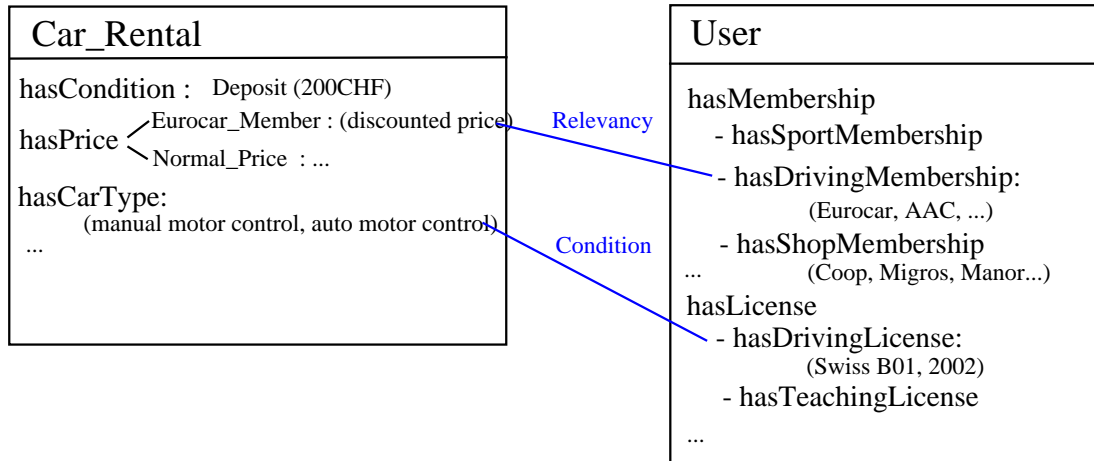 Car_Rental
hasCondition : Deposit (200CHF)
hasPrice
Eurocar_Member : (discounted price)
Normal_Price : ...
hasCarType:
(manual motor control, auto motor control)
...
Relevancy
Condition
User
hasMembership
- hasSportMembership
- hasDrivingMembership:
(Eurocar, AAC, ...)
- hasShopMembership
... (Coop, Migros, Manor...)
hasLicense
- hasDrivingLicense:
(Swiss B01, 2002)
- hasTeachingLicense
...